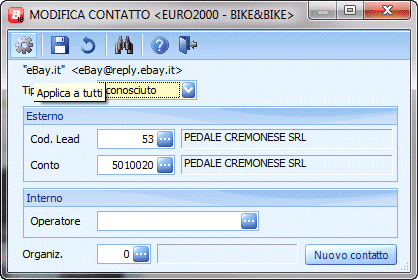 MODIFICA CONTATTO <EURO2000 - BIKE&BIKE>
"eBay.it" <eBay@reply.ebay.it>
Tip conosciuto
Applica a tutti
Esterno
Cod. Lead 53 PEDALE CREMONESE SRL
Conto 5010020 PEDALE CREMONESE SRL
Interno
Operatore
Organiz. 0 Nuovo contatto